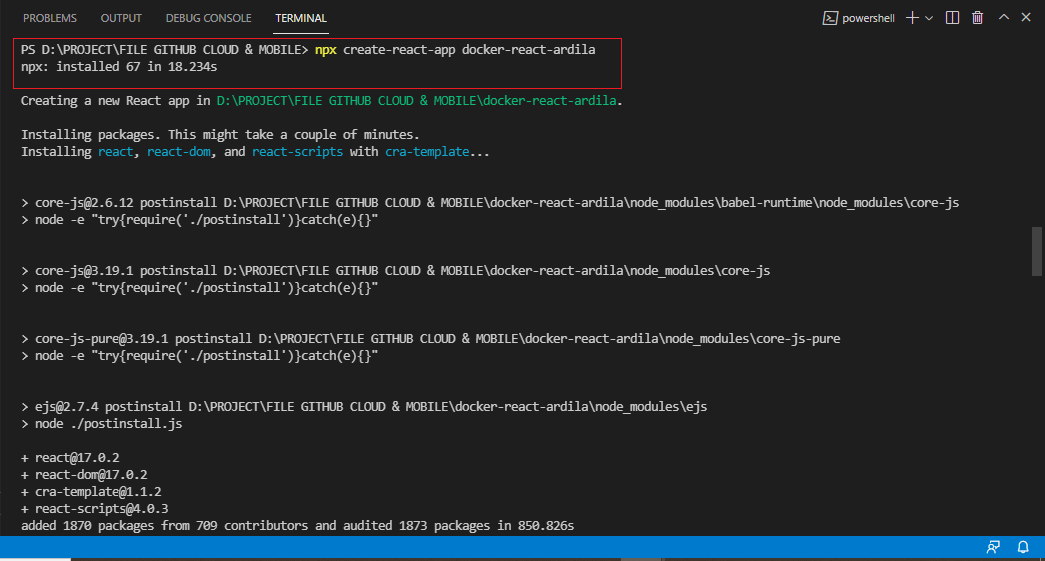 PROBLEMS OUTPUT DEBUG CONSOLE TERMINAL powershell
PS D:\PROJECT\FILE GITHUB CLOUD & MOBILE> npx create-react-app docker-react-ardila
npx: installed 67 in 18.234s
Creating a new React app in D:\PROJECT\FILE GITHUB CLOUD & MOBILE\docker-react-ardila.
Installing packages. This might take a couple of minutes.
Installing react, react-dom, and react-scripts with cra-template...
> core-js@2.6.12 postinstall D:\PROJECT\FILE GITHUB CLOUD & MOBILE\docker-react-ardila\node_modules\babel-runtime\node_modules\core-js
> node -e "try{require('./postinstall')}catch(e){}"
> core-js@3.19.1 postinstall D:\PROJECT\FILE GITHUB CLOUD & MOBILE\docker-react-ardila\node_modules\core-js
> node -e "try{require('./postinstall')}catch(e){}"
> core-js-pure@3.19.1 postinstall D:\PROJECT\FILE GITHUB CLOUD & MOBILE\docker-react-ardila\node_modules\core-js-pure
> node -e "try{require('./postinstall')}catch(e){}"
> ejs@2.7.4 postinstall D:\PROJECT\FILE GITHUB CLOUD & MOBILE\docker-react-ardila\node_modules\ejs
> node ./postinstall.js
+ react@17.0.2
+ react-dom@17.0.2
+ cra-template@1.1.2
+ react-scripts@4.0.3
added 1870 packages from 709 contributors and audited 1873 packages in 850.826s